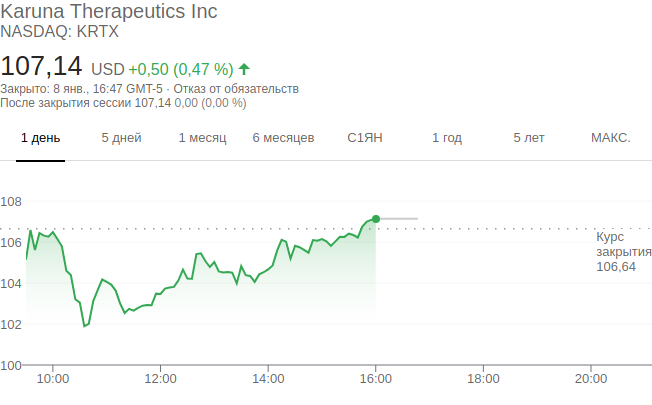 Karuna Therapeutics Inc
NASDAQ: KRTX
107,14 USD +0,50 (0,47 %)
Закрыто: 8 янв., 16:47 GMT-5 · Отказ от обязательств
После закрытия сессии 107,14 0,00 (0,00 %)
1 день 5 дней 1 месяц 6 месяцев С1ЯН 1 год 5 лет МАКС.
108
106
104
102
100
Курс
закрытия
106,64
10:00 12:00 14:00 16:00 18:00 20:00